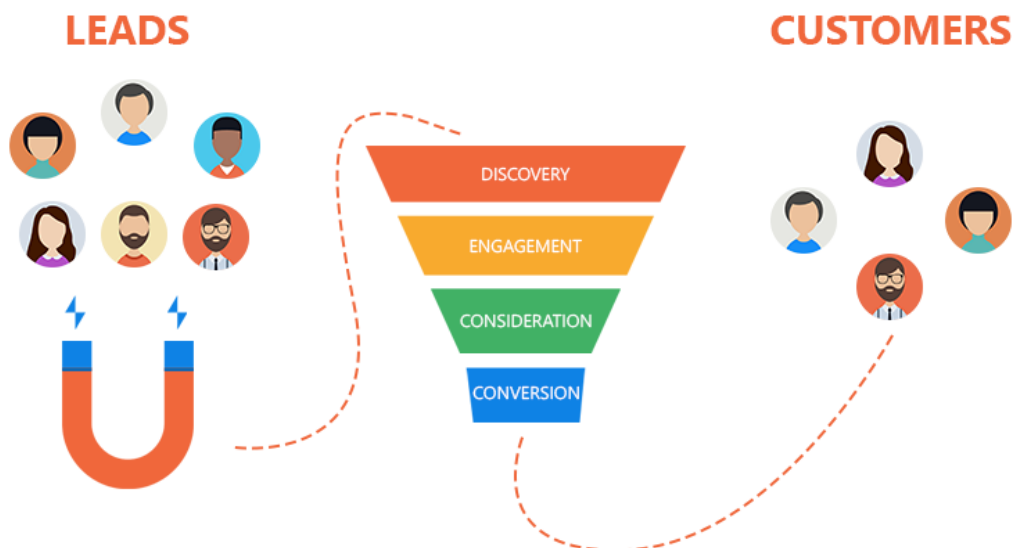 LEADS
CUSTOMERS
DISCOVERY
ENGAGEMENT
CONSIDERATION
CONVERSION